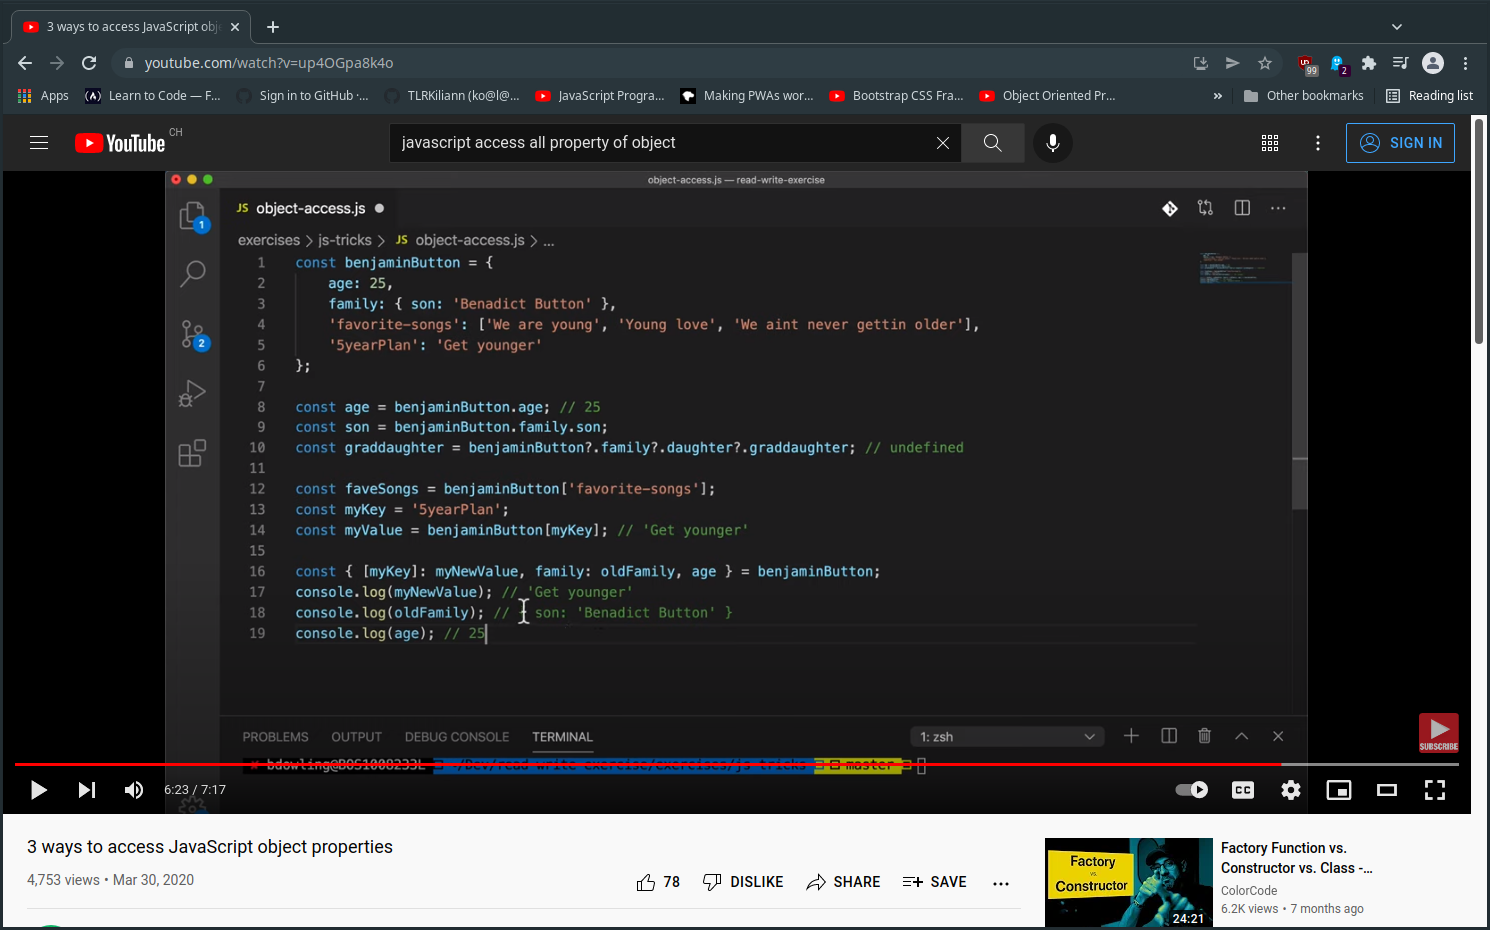 3 ways to access JavaScript obj
youtube.com/watch?v=up4OGpa8k4o
99
2
Apps
Learn to Code — F...
Sign in to GitHub ·...
TLRKiliann (ko@l@...
JavaScript Progra...
Making PWAs wor...
Bootstrap CSS Fra...
Object Oriented Pr...
»
Other bookmarks
Reading list
YouTube CH
javascript access all property of object
SIGN IN
object-access.js — read-write-exercise
JS object-access.js
exercises > js-tricks > JS object-access.js > ...
1 const benjaminButton = {
2 age: 25,
3 family: { son: 'Benadict Button' },
4 'favorite-songs': ['We are young', 'Young love', 'We aint never gettin older'],
5 '5yearPlan': 'Get younger'
6 };
7
8 const age = benjaminButton.age; // 25
9 const son = benjaminButton.family.son;
10 const graddaughter = benjaminButton?.family?.daughter?.graddaughter; // undefined
11
12 const faveSongs = benjaminButton['favorite-songs'];
13 const myKey = '5yearPlan';
14 const myValue = benjaminButton[myKey]; // 'Get younger'
15
16 const { [myKey]: myNewValue, family: oldFamily, age } = benjaminButton;
17 console.log(myNewValue); // 'Get younger'
18 console.log(oldFamily); // son: 'Benadict Button' }
19 console.log(age); // 25
1
2
PROBLEMS
OUTPUT
DEBUG CONSOLE
TERMINAL
1: zsh
SUBSCRIBE
bdowling@BOS1008233L ~/Dev/read-write-exercise/exercises/js-tricks master
6:23 / 7:17
CC
3 ways to access JavaScript object properties
4,753 views • Mar 30, 2020
78
DISLIKE
SHARE
SAVE
Factory
vs.
Constructor
24:21
Factory Function vs.
Constructor vs. Class -...
ColorCode
6.2K views • 7 months ago